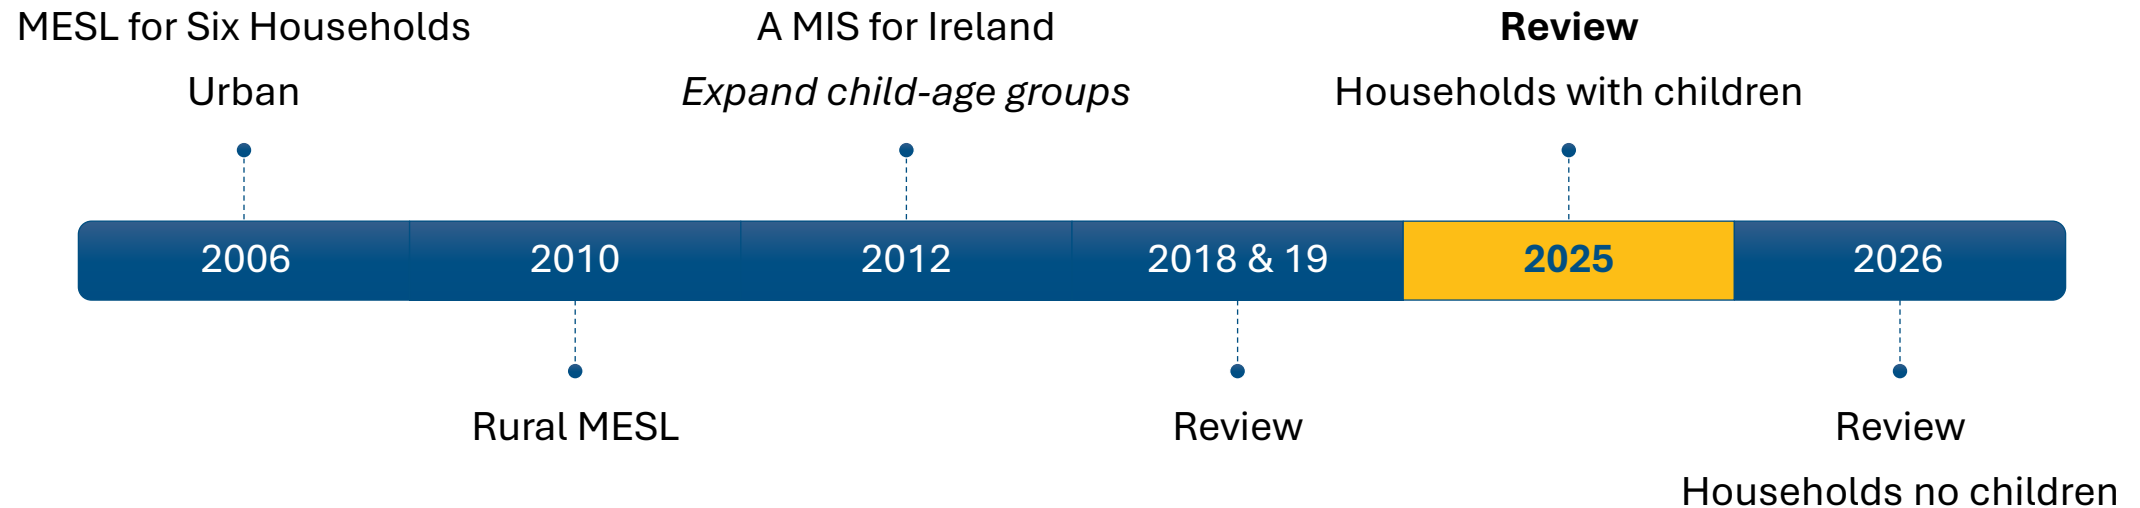 MESL for Six Households
Urban
A MIS for Ireland
Expand child-age groups
Review
Households with children
2006
2010
2012
2018 & 19
2025
2026
Rural MESL
Review
Review
Households no children